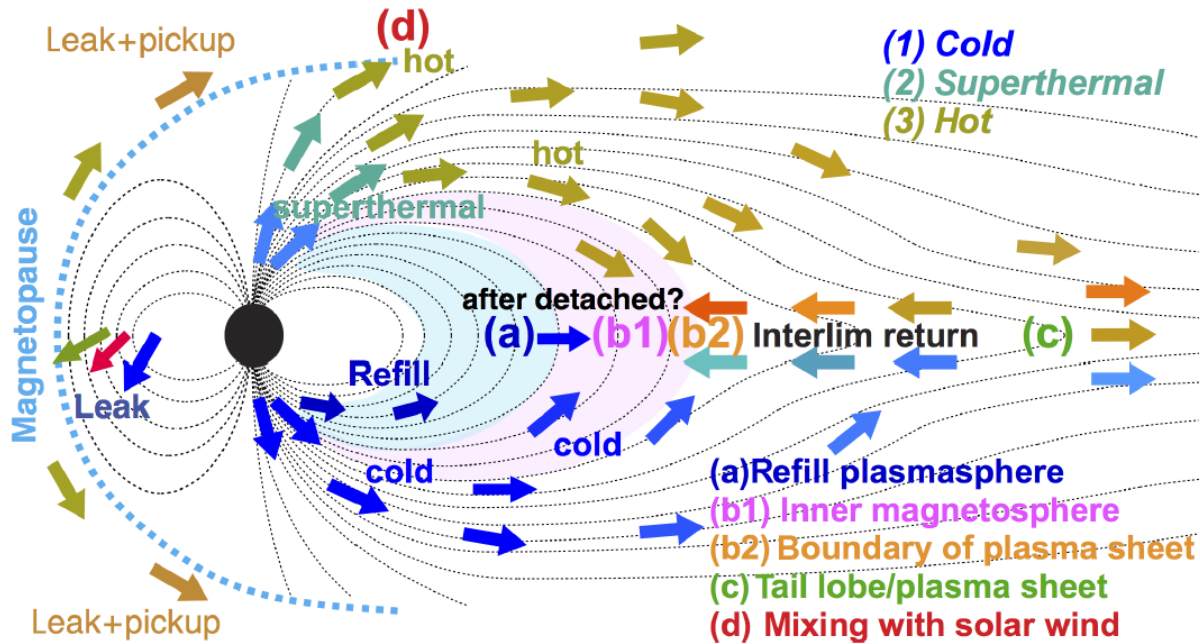 Leak+pickup
(d)
hot
(1) Cold
(2) Superthermal
(3) Hot
hot
superthermal
Magnetopause
after detached?
(a)
(b1)
(b2)
Interlim return
(c)
Leak
Refill
cold
cold
(a)Refill plasmasphere
(b1) Inner magnetosphere
(b2) Boundary of plasma sheet
(c) Tail lobe/plasma sheet
(d) Mixing with solar wind
Leak+pickup